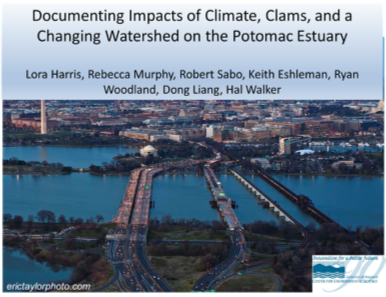 Documenting Impacts of Climate, Clams, and a
Changing Watershed on the Potomac Estuary
Lora Harris, Rebecca Murphy, Robert Sabo, Keith Eshleman, Ryan
Woodland, Dong Liang, Hal Walker
erictaylorphoto.com